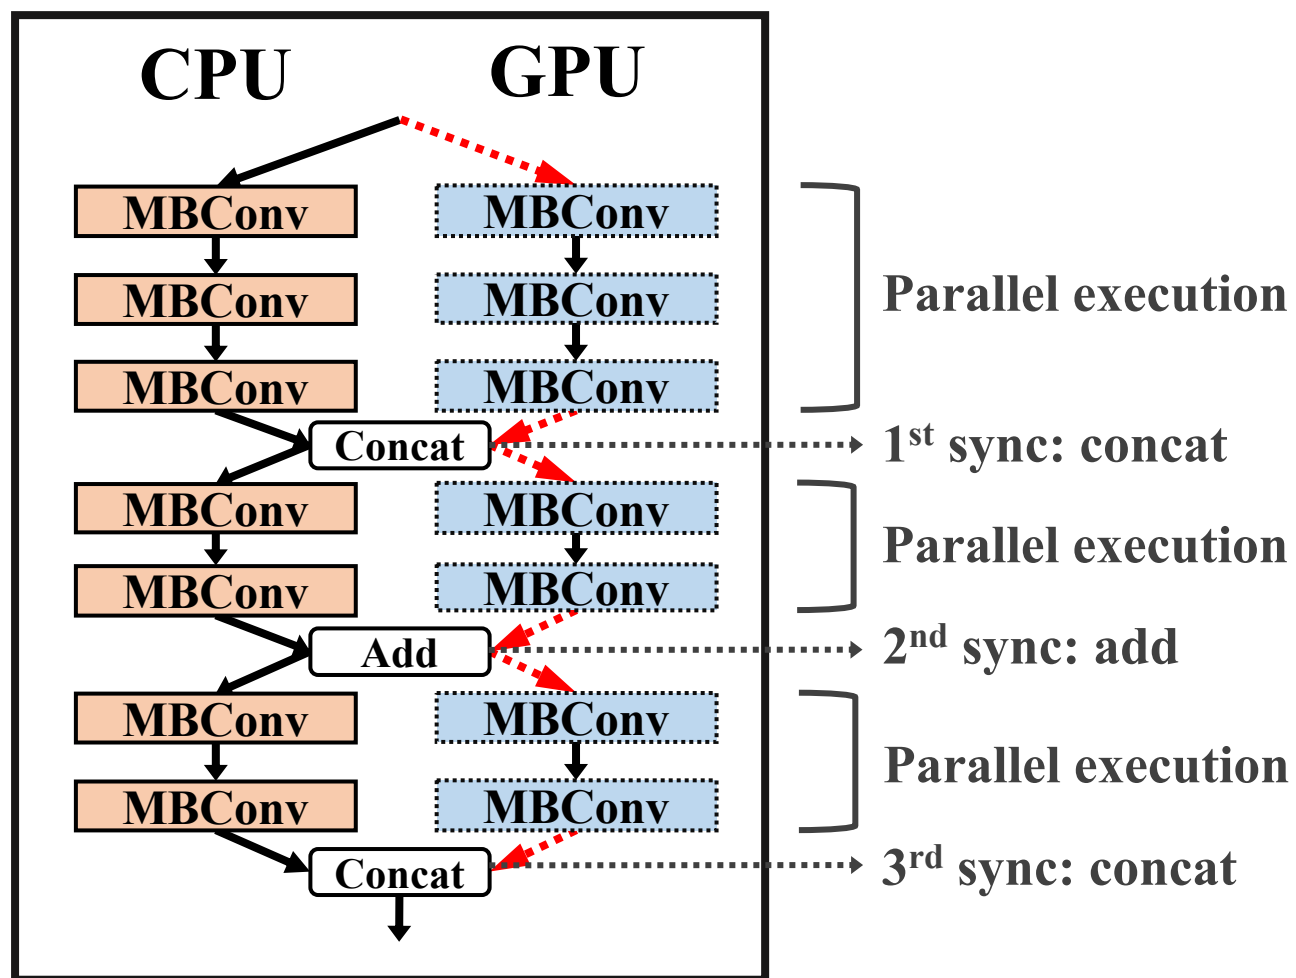 CPU GPU
MBConv MBConv
MBConv MBConv
Parallel execution
MBConv MBConv
Concat
1st sync: concat
MBConv MBConv
Parallel execution
MBConv MBConv
Add
2nd sync: add
MBConv MBConv
Parallel execution
MBConv MBConv
Concat
3rd sync: concat